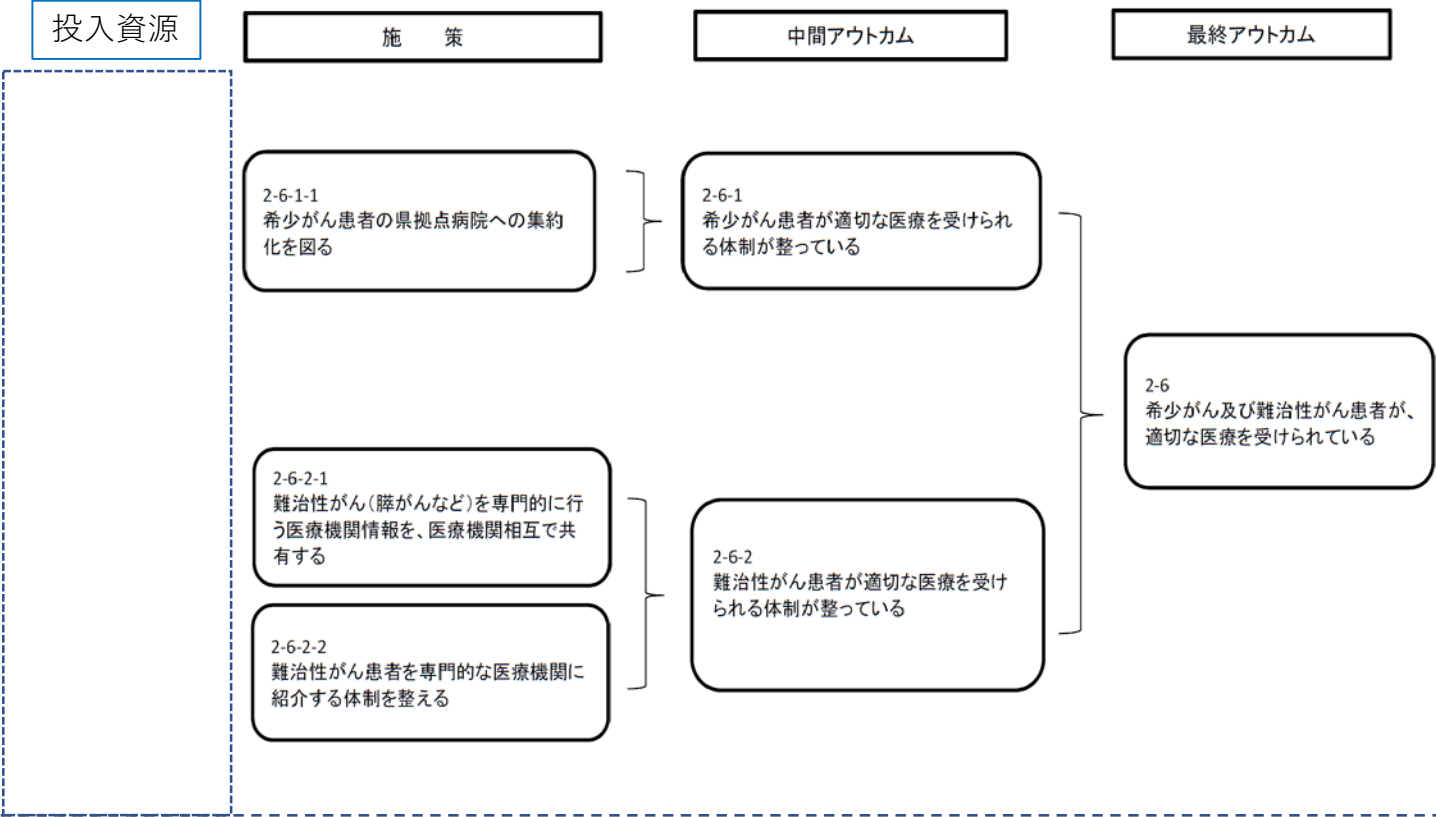 投入資源
施　　策
中間アウトカム
最終アウトカム
2-6-1-1
希少がん患者の県拠点病院への集約
化を図る
2-6-1
希少がん患者が適切な医療を受けられ
る体制が整っている
2-6
希少がん及び難治性がん患者が、
適切な医療を受けられている
2-6-2-1
難治性がん（膵がんなど）を専門的に行
う医療機関情報を、医療機関相互で共
有する
2-6-2-2
難治性がん患者を専門的な医療機関に
紹介する体制を整える
2-6-2
難治性がん患者が適切な医療を受け
られる体制が整っている